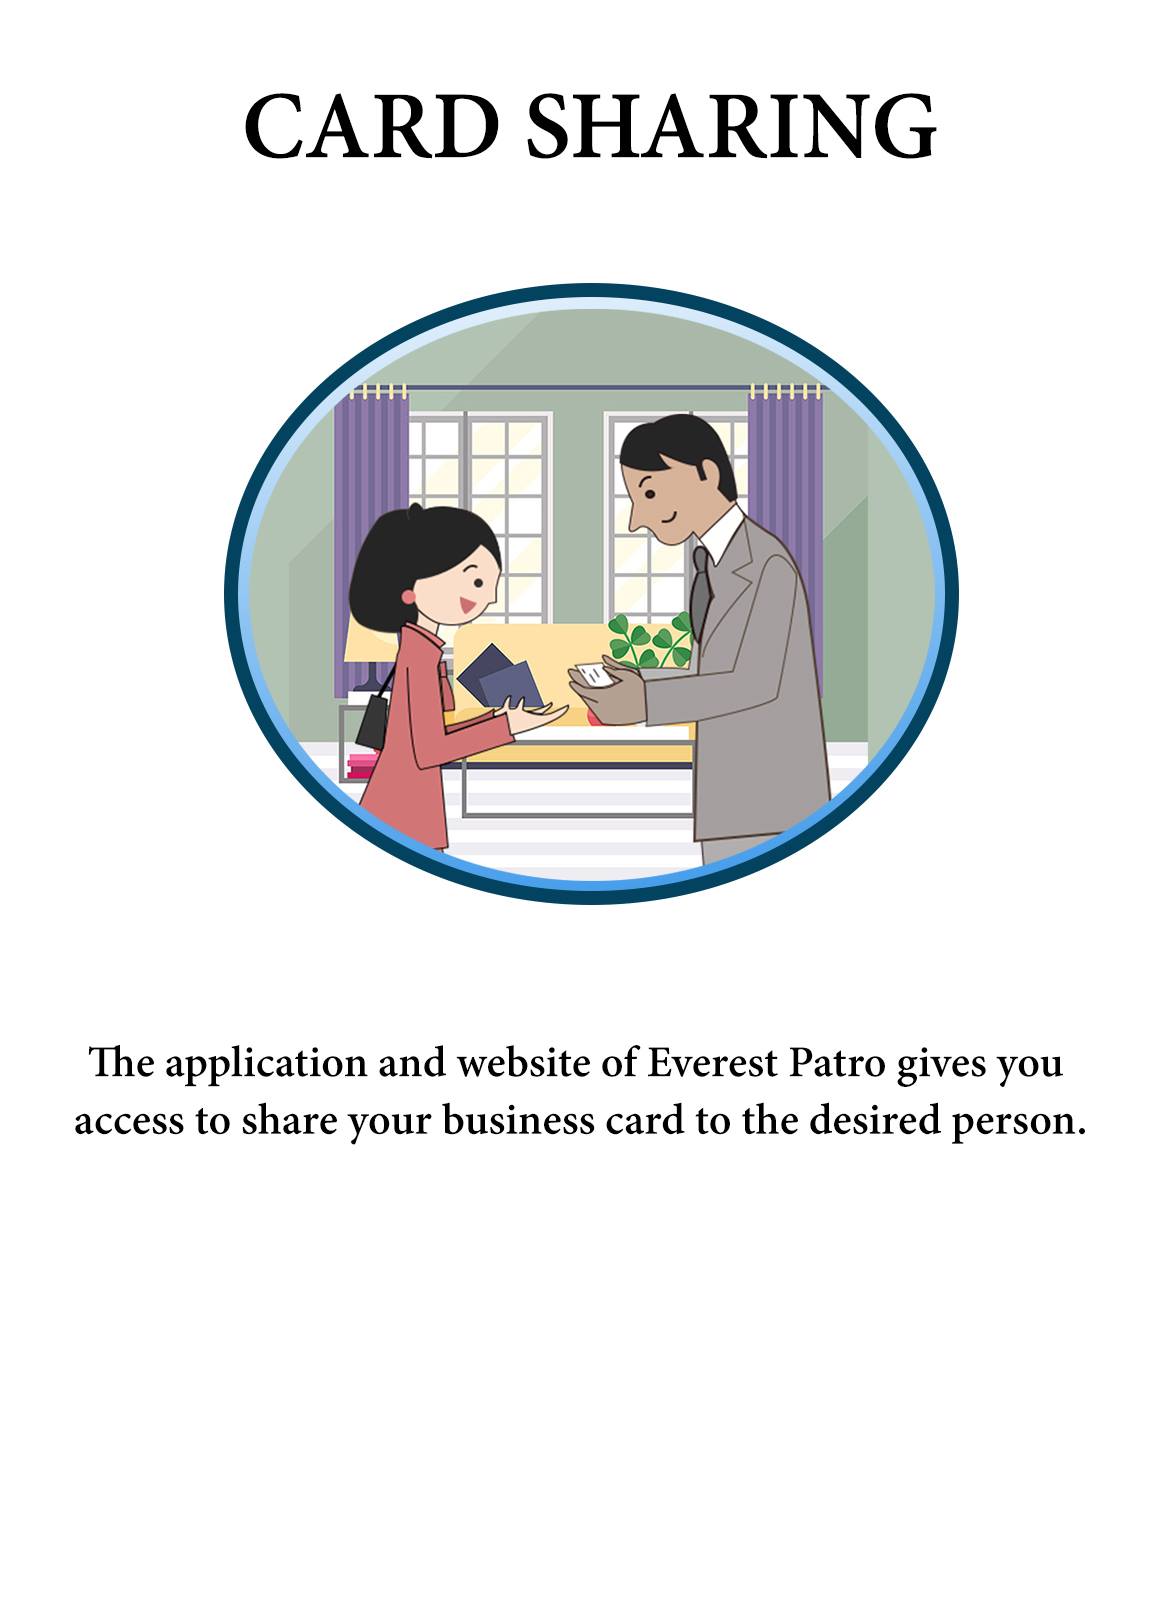 CARD SHARING
The application and website of Everest Patro gives you
access to share your business card to the desired person.